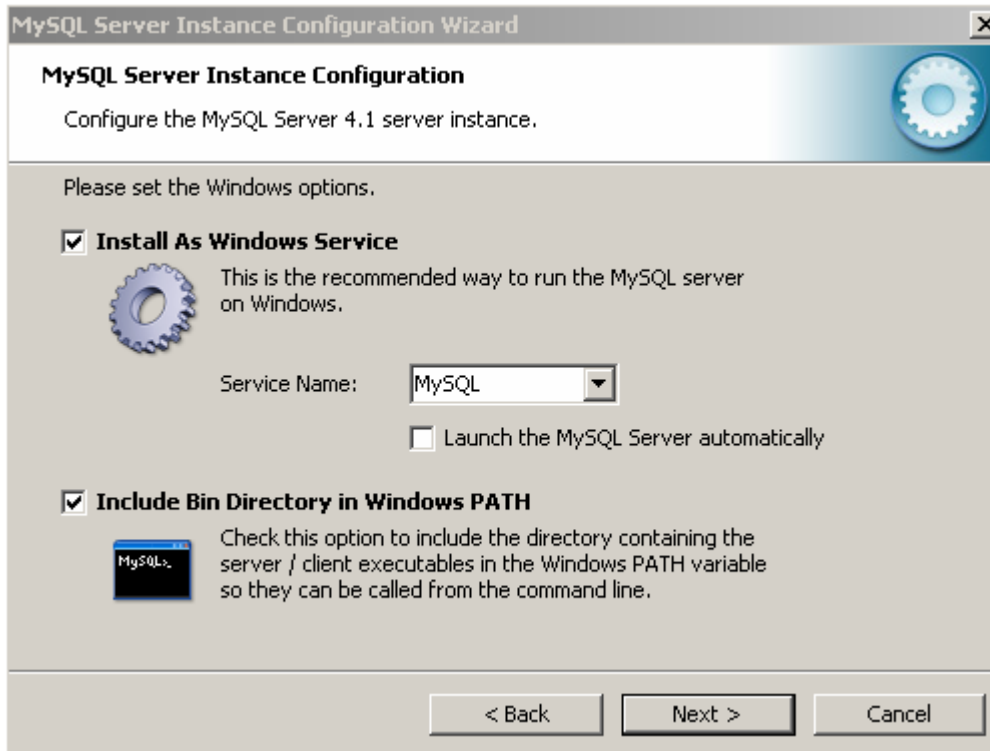 MySQL Server Instance Configuration Wizard
MySQL Server Instance Configuration
Configure the MySQL Server 4.1 server instance.
Please set the Windows options.
Install As Windows Service
This is the recommended way to run the MySQL server
on Windows.
Service Name: MySQL
Launch the MySQL Server automatically
Include Bin Directory in Windows PATH
Check this option to include the directory containing the
server / client executables in the Windows PATH variable
so they can be called from the command line.
MySQL>_
< Back Next > Cancel